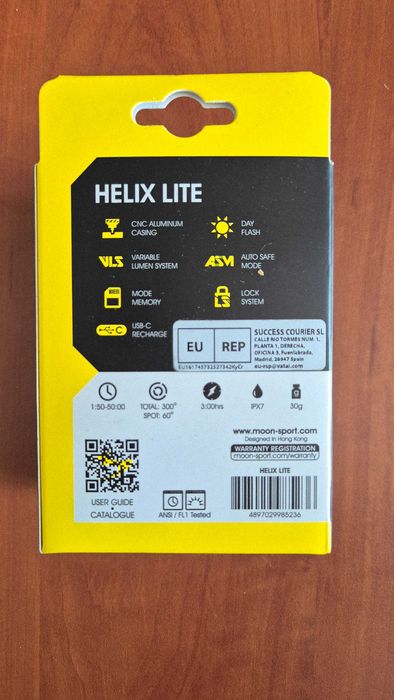 HELIX LITE
CNC ALUMINUM
CASING
DAY
FLASH
VLS
VARIABLE
LUMEN SYSTEM
ASM
AUTO SAFE
MODE
MODE
MEMORY
LOCK
SYSTEM
C
USB-C
RECHARGE
EU
REP
SUCCESS COURIER SL
CALLE RIO TORMES NUM. 1,
PLANTA 1, DERECHA,
OFICINA 3, Fuenlabrada,
Madrid, 28947 Spain
eu-rsp@vatai.com
1:50-50:00
TOTAL: 300°
SPOT: 60°
3:00hrs
IPX7
30g
www.moon-sport.com
Designed in Hong Kong
WARRANTY REGISTRATION
moon-sport.com/warranty
HELIX LITE
4897029985236
USER GUIDE
•
CATALOGUE
ANSI / FL1 Tested